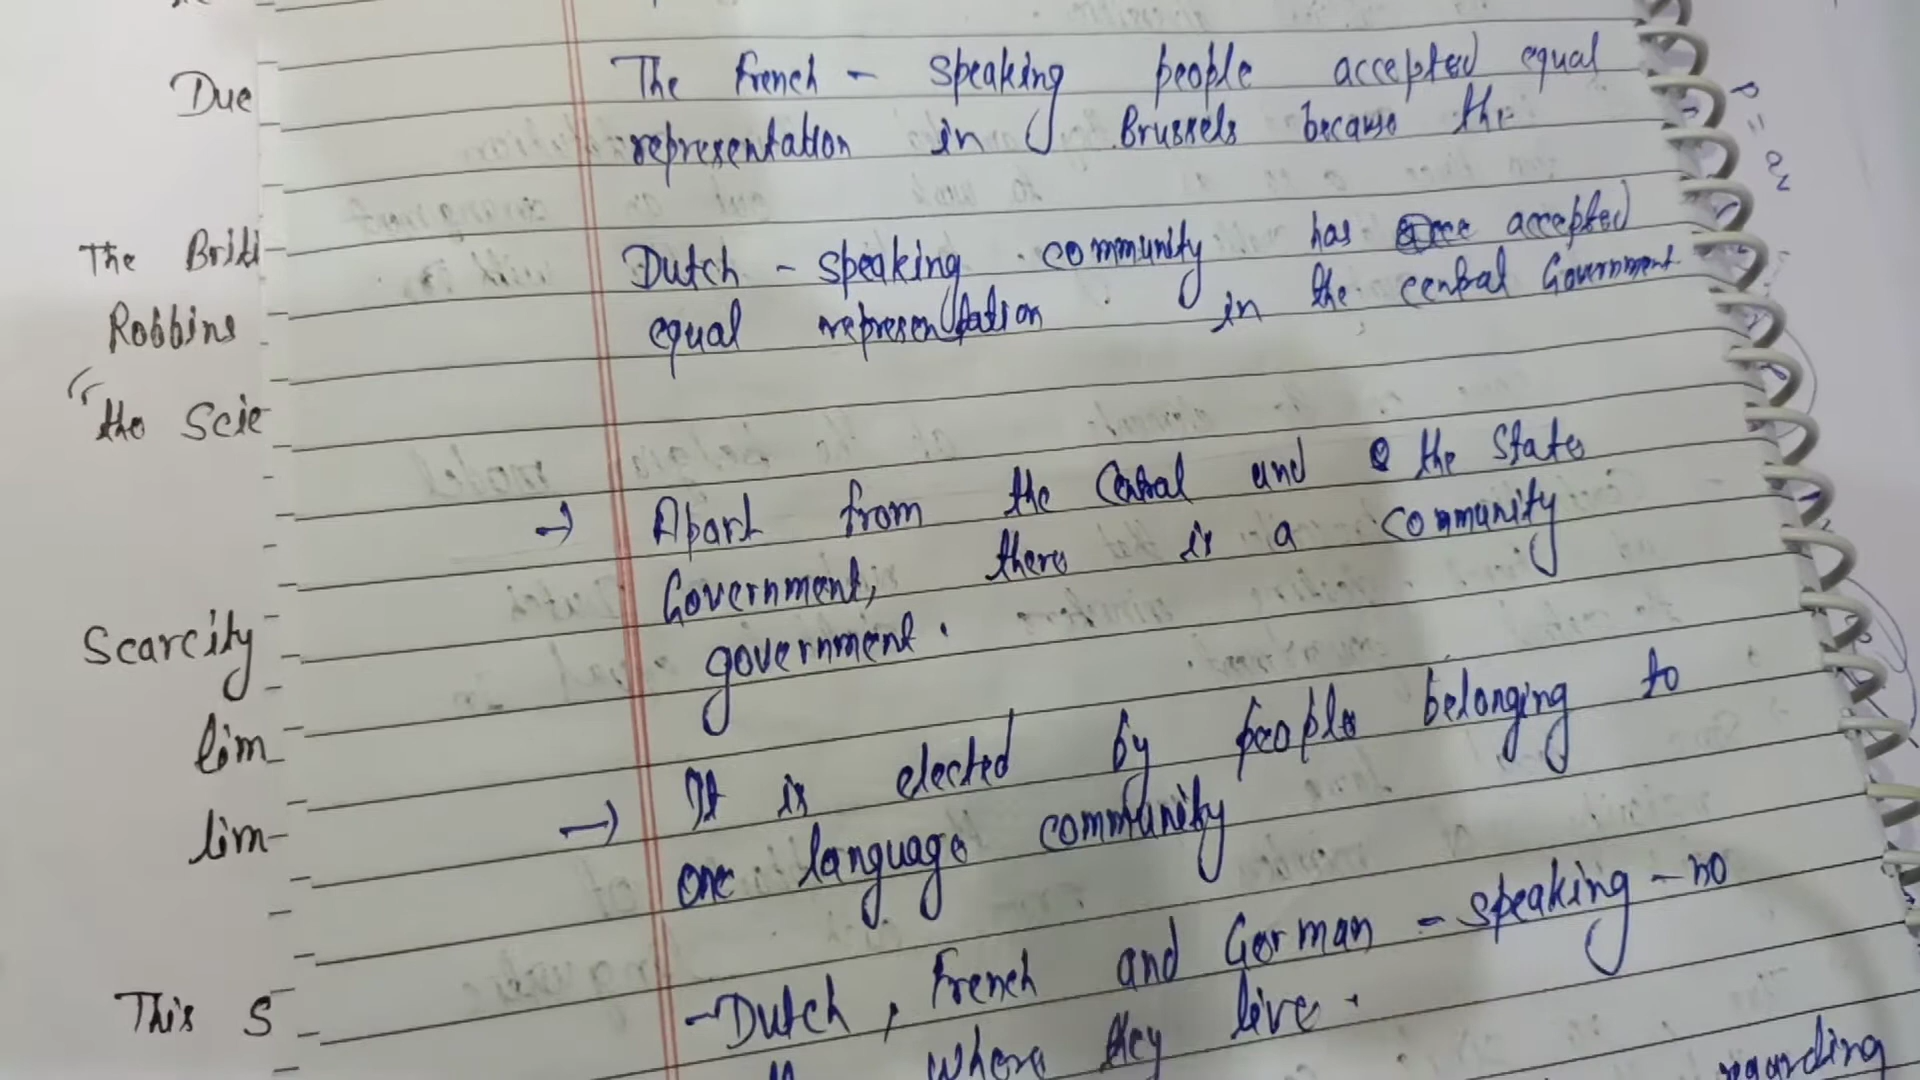 Due
The Briti
Robbins
"the Scie
Scarcity
lim
lim
This S
The French - speaking people accepted equal
representation in Brussels because the
Dutch - speaking community has accepted
equal representation in the central Government
→ Apart from the Central and the State
Government, there is a community
government.
→ It is elected by people belonging to
one language community
- Dutch, French and German - speaking - no
where they live.
regarding